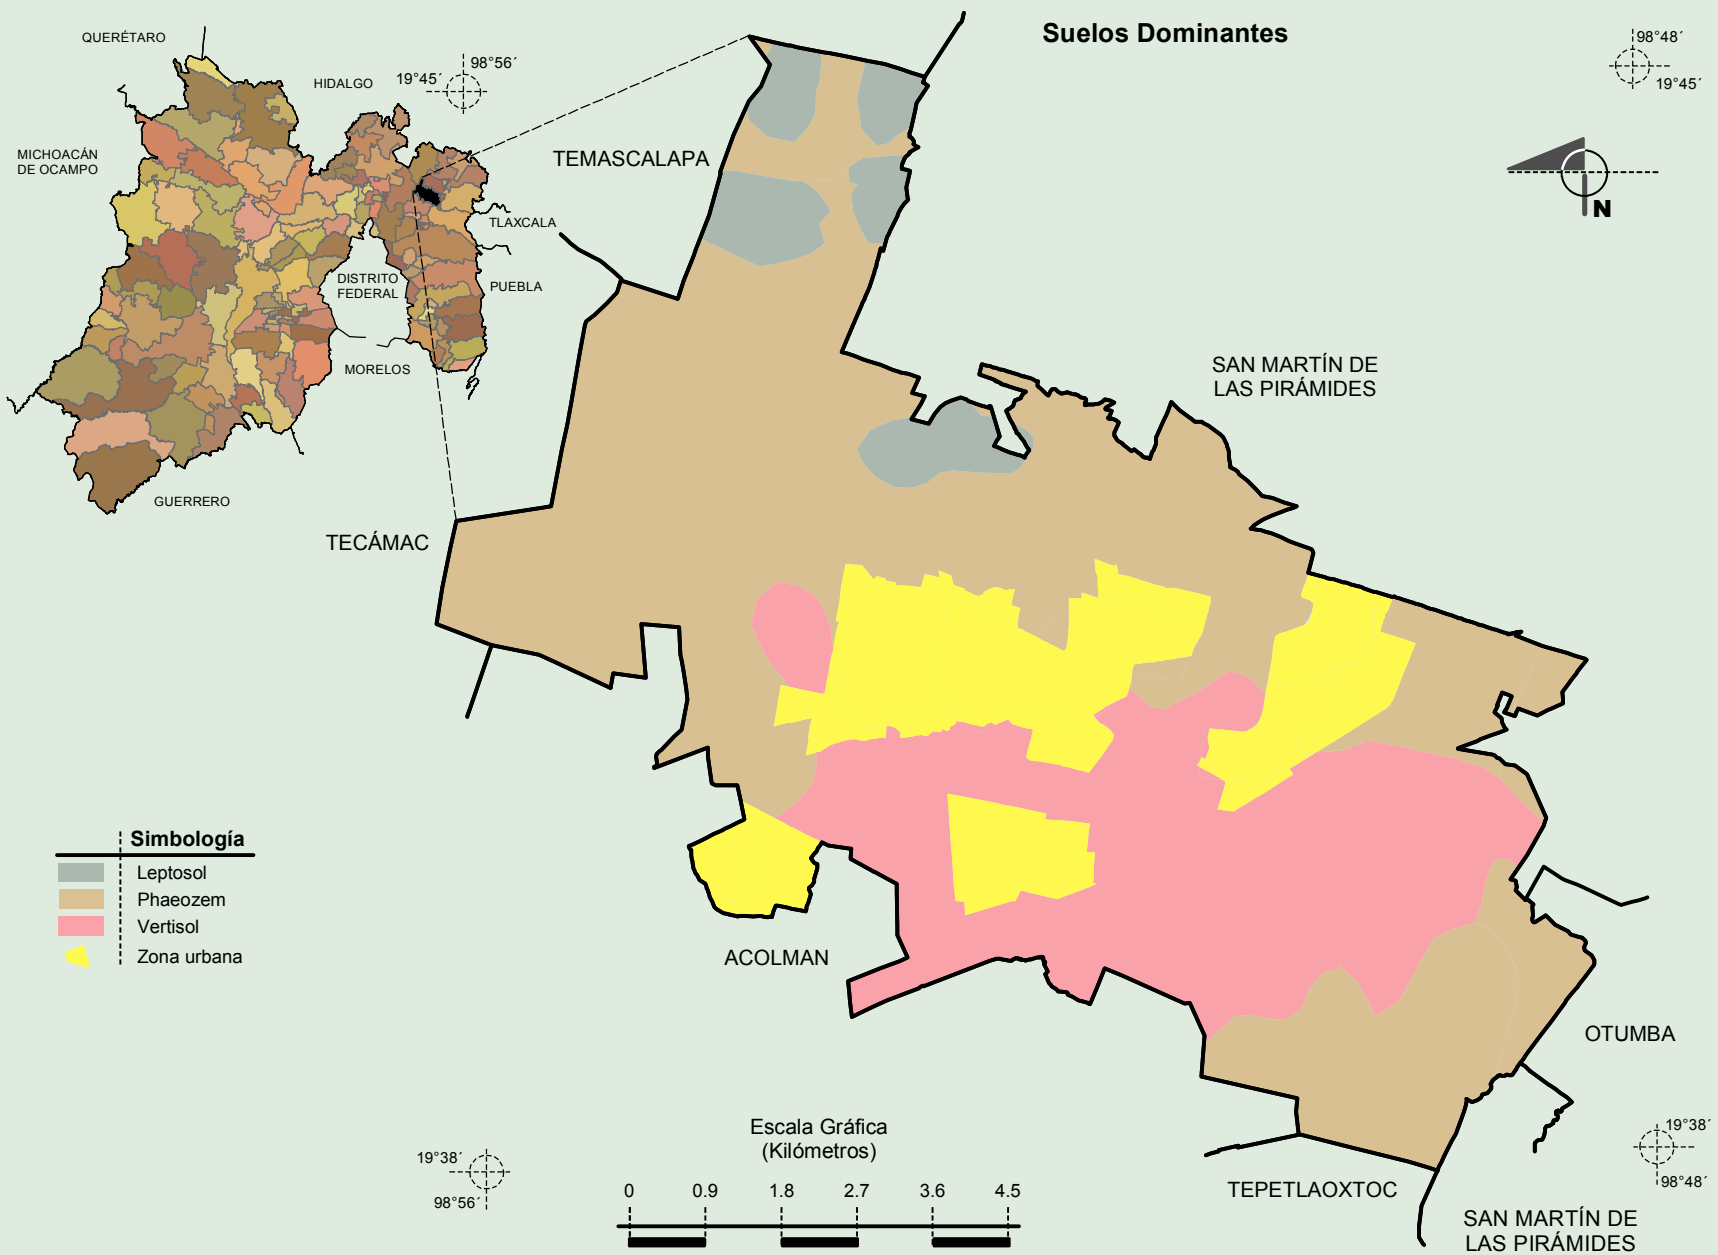 Suelos Dominantes
QUERÉTARO
HIDALGO
19°45´
98°56´
98°48´
19°45´
MICHOACÁN
DE OCAMPO
TEMASCALAPA
N
TLAXCALA
DISTRITO
FEDERAL
PUEBLA
MORELOS
SAN MARTÍN DE
LAS PIRÁMIDES
GUERRERO
TECÁMAC
Simbología
Leptosol
Phaeozem
Vertisol
Zona urbana
ACOLMAN
OTUMBA
Escala Gráfica
(Kilómetros)
0 0.9 1.8 2.7 3.6 4.5
19°38´
98°56´
19°38´
98°48´
TEPETLAOXTOC
SAN MARTÍN DE
LAS PIRÁMIDES